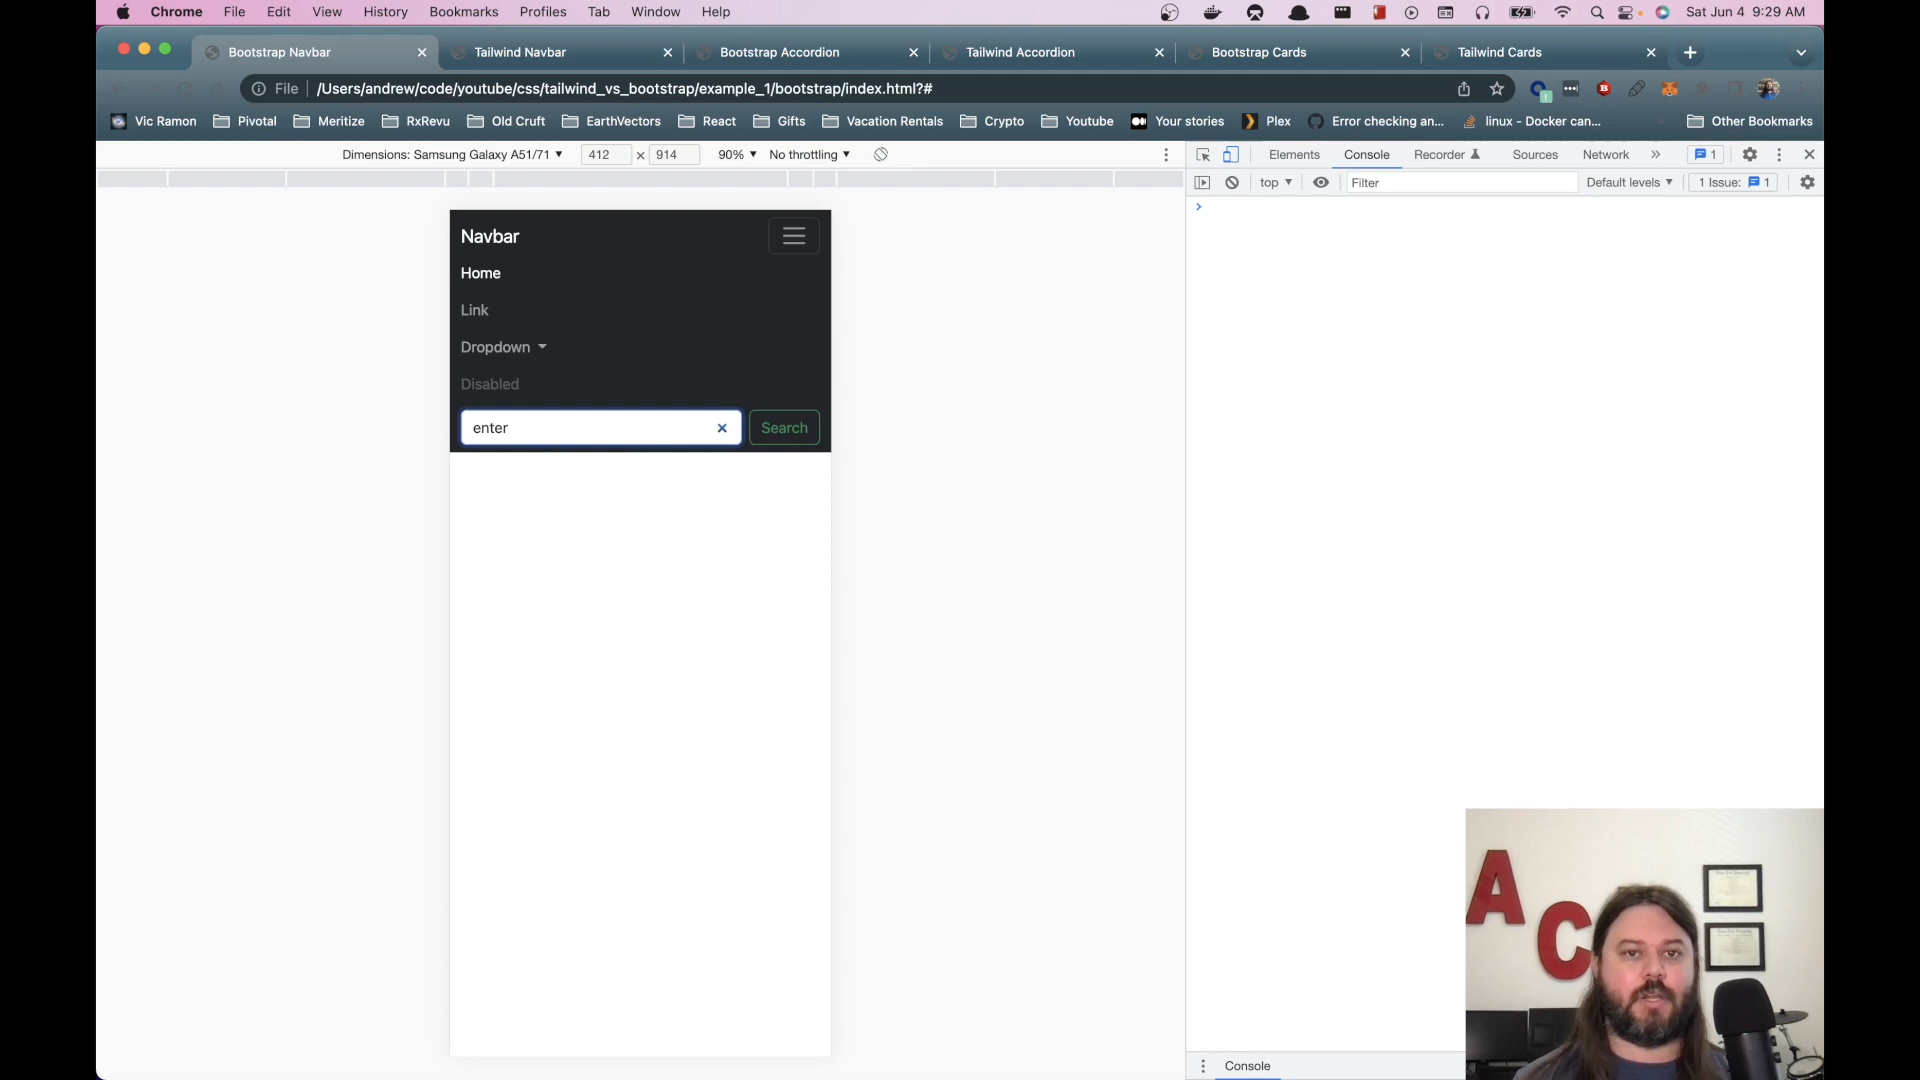 Chrome File Edit View History Bookmarks Profiles Tab Window Help Sat Jun 4 9:29 AM
Bootstrap Navbar Tailwind Navbar Bootstrap Accordion Tailwind Accordion Bootstrap Cards Tailwind Cards
File /Users/andrew/code/youtube/css/tailwind_vs_bootstrap/example_1/bootstrap/index.html?#
Vic Ramon Pivotal Meritize RxRevu Old Cruft EarthVectors React Gifts Vacation Rentals Crypto Youtube Your stories Plex Error checking an... linux - Docker can... Other Bookmarks
Dimensions: Samsung Galaxy A51/71 412 x 914 90% No throttling
Elements Console Recorder Sources Network » 1
top Filter Default levels 1 Issue: 1
Navbar
Home
Link
Dropdown
Disabled
enter Search
A
C
Console